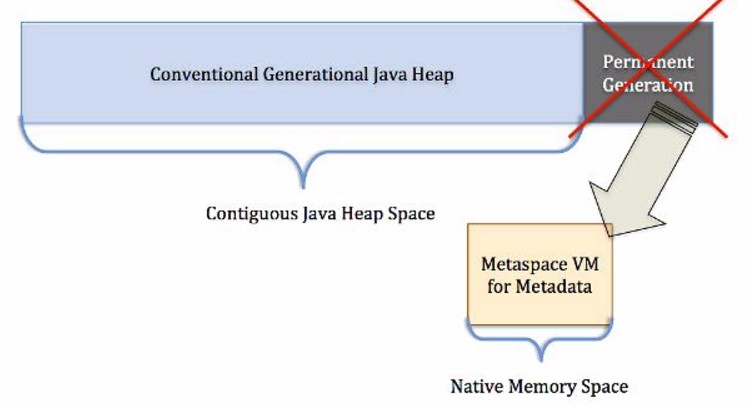 Conventional Generational Java Heap
Permanent
Generation
Contiguous Java Heap Space
Metaspace VM
for Metadata
Native Memory Space